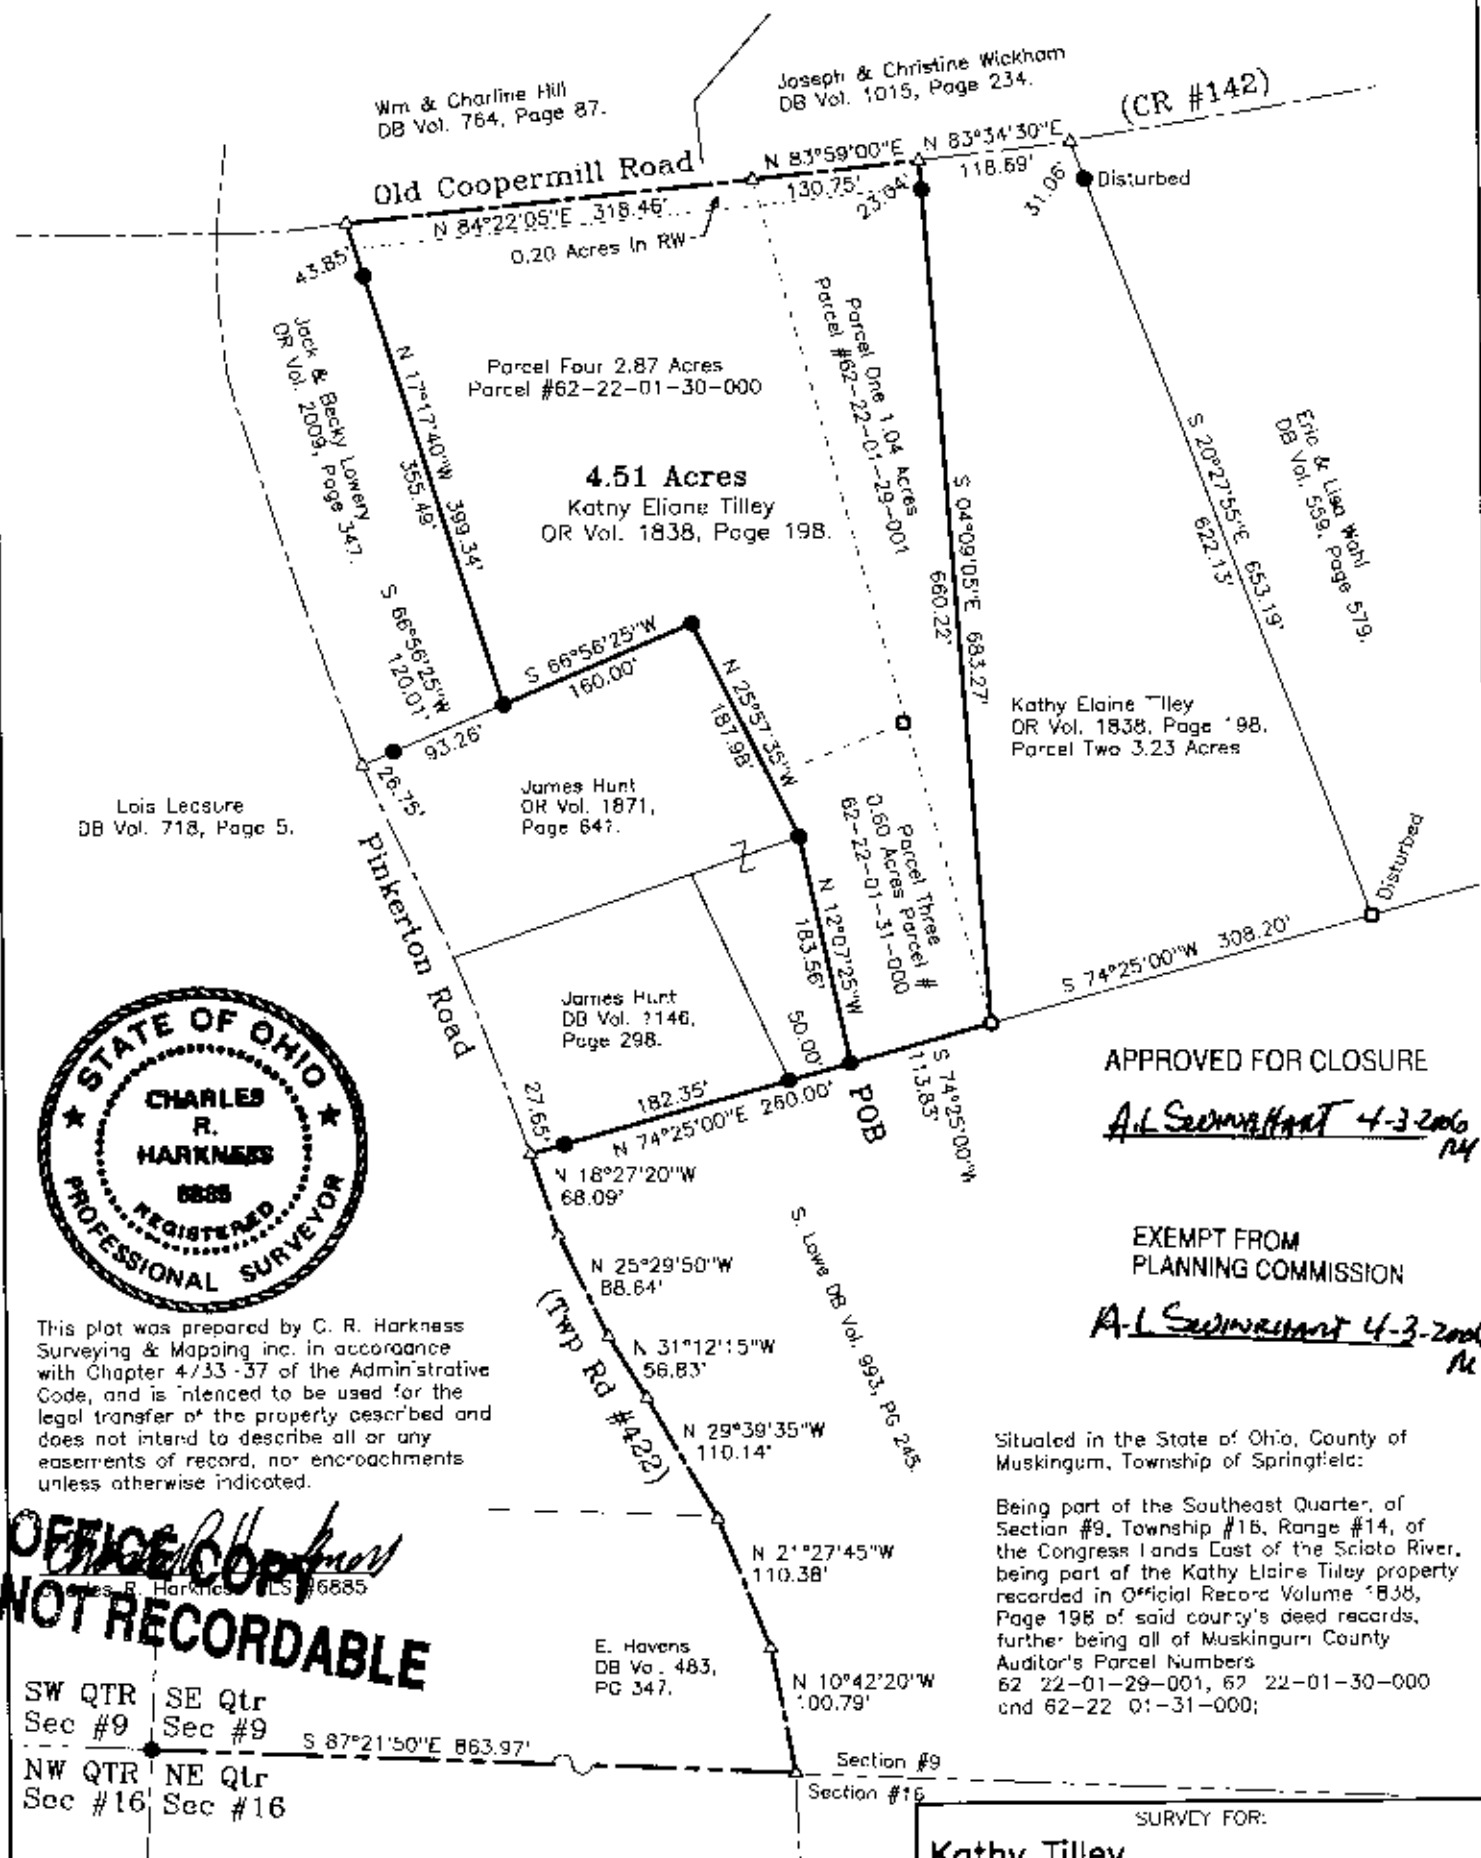 Wm & Charline Hill
DB Vol. 764, Page 87.
Joseph & Christine Wickham
DB Vol. 1015, Page 234.
(CR #142)
Old Coopermill Road
N 83°59'00"E
130.75'
N 83°34'30"E
118.69'
23.04'
31.06'
Disturbed
N 84°22'05"E 318.46'
0.20 Acres In RW
43.85'
Jack & Becky Lowery
OR Vol. 2009, Page 347.
N 17°17'40"W 399.34'
355.49'
Parcel Four 2.87 Acres
Parcel #62-22-01-30-000
4.51 Acres
Katny Eliane Tilley
OR Vol. 1838, Page 198.
Parcel One 1.04 Acres
Parcel #62-22-01-29-001
S 04°09'05"E 683.27'
660.22'
S 20°27'55"E 653.19'
622.13'
Eric & Lisa Wahl
DB Vol. 559, Page 579.
S 66°56'25"W
120.01'
S 66°56'25"W
160.00'
93.26'
26.75'
N 25°57'35"W
187.98'
Kathy Elaine Tilley
OR Vol. 1838, Page 198.
Parcel Two 3.23 Acres
Lois Lecsure
DB Vol. 718, Page 5.
James Hunt
OR Vol. 1871,
Page 641.
Parcel Three
0.60 Acres Parcel #
62-22-01-31-000
Pinkerton Road
N 12°07'25"W
183.56'
Disturbed
S 74°25'00"W 308.20'
James Hunt
DB Vol. 1146,
Page 298.
50.00'
182.35'
N 74°25'00"E 260.00'
27.65'
POB
S 74°25'00"W
113.83'
STATE OF OHIO
CHARLES
R.
HARKNESS
6885
REGISTERED
PROFESSIONAL SURVEYOR
APPROVED FOR CLOSURE
4-3-2006
EXEMPT FROM
PLANNING COMMISSION
4-3-2006
N 18°27'20"W
68.09'
N 25°29'50"W
88.64'
N 31°12'15"W
56.83'
N 29°39'35"W
110.14'
(Twp Rd #422)
S. Lowe DB Vol. 993, PG 245.
This plat was prepared by C. R. Harkness
Surveying & Mapping inc. in accordance
with Chapter 4733-37 of the Administrative
Code, and is intended to be used for the
legal transfer of the property described and
does not intend to describe all or any
easements of record, nor encroachments
unless otherwise indicated.
Charles R. Harkness LS #6885
OFFICE COPY
NOT RECORDABLE
N 21°27'45"W
110.38'
N 10°42'20"W
100.79'
E. Havens
DB Vol. 483,
PG 347.
Situated in the State of Ohio, County of
Muskingum, Township of Springfield:
Being part of the Southeast Quarter, of
Section #9, Township #16, Range #14, of
the Congress Lands East of the Scioto River,
being part of the Kathy Elaine Tilley property
recorded in Official Record Volume 1838,
Page 198 of said county's deed records,
further being all of Muskingum County
Auditor's Parcel Numbers
62 22-01-29-001, 62 22-01-30-000
and 62-22 01-31-000;
SW QTR SE Qtr
Sec #9 Sec #9
S 87°21'50"E 863.97'
NW QTR NE Qtr
Sec #16 Sec #16
Section #9
Section #16
SURVEY FOR:
Kathy Tilley